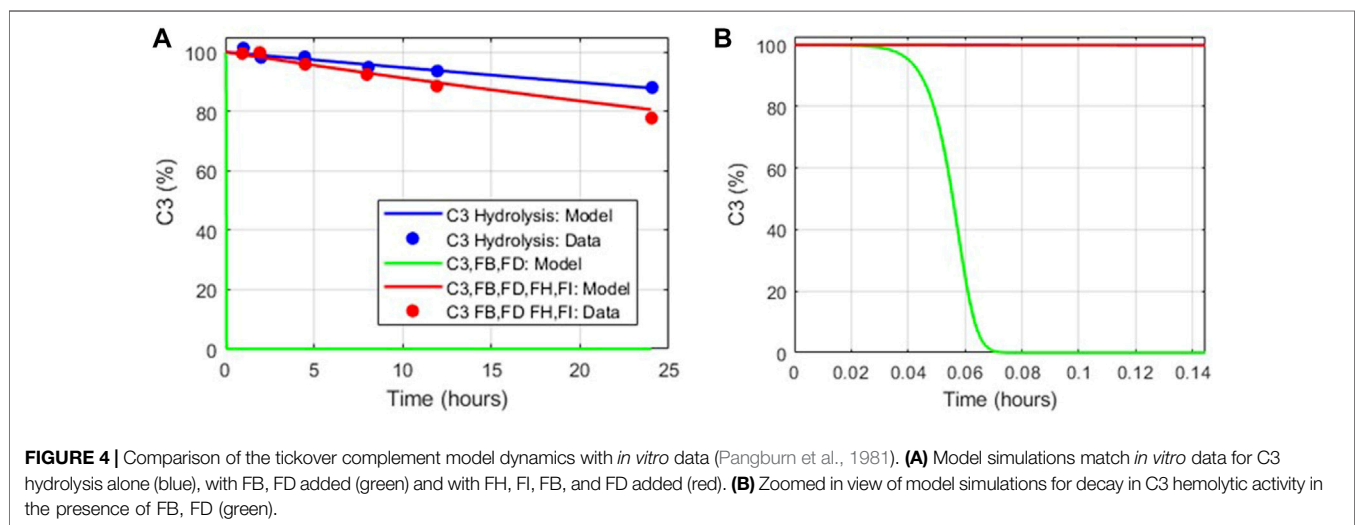 A
100
80
60
40
20
0
C3 (%)
0
5
10
15
20
25
Time (hours)
C3 Hydrolysis: Model
C3 Hydrolysis: Data
C3,FB,FD: Model
C3,FB,FD,FH,FI: Model
C3 FB,FD FH,FI: Data
B
100
80
60
40
20
0
C3 (%)
0
0.02
0.04
0.06
0.08
0.1
0.12
0.14
Time (hours)
FIGURE 4 | Comparison of the tickover complement model dynamics with in vitro data (Pangburn et al., 1981). (A) Model simulations match in vitro data for C3
hydrolysis alone (blue), with FB, FD added (green) and with FH, FI, FB, and FD added (red). (B) Zoomed in view of model simulations for decay in C3 hemolytic activity in
the presence of FB, FD (green).